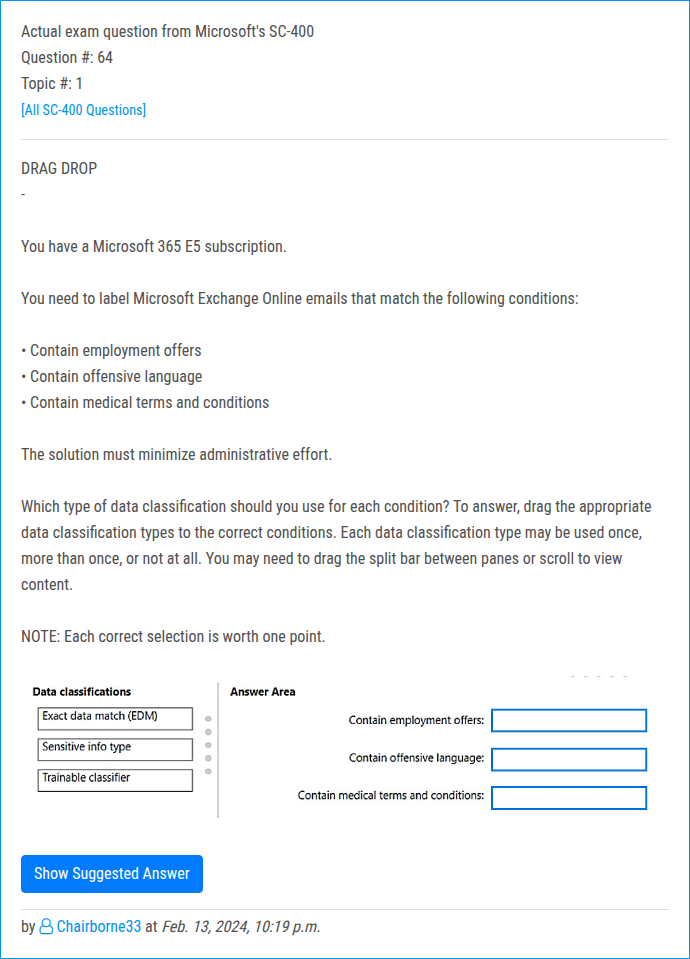 Actual exam question from Microsoft's SC-400
Question #: 64
Topic #: 1
[All SC-400 Questions]
DRAG DROP
-
You have a Microsoft 365 E5 subscription.
You need to label Microsoft Exchange Online emails that match the following conditions:
• Contain employment offers
• Contain offensive language
• Contain medical terms and conditions
The solution must minimize administrative effort.
Which type of data classification should you use for each condition? To answer, drag the appropriate
data classification types to the correct conditions. Each data classification type may be used once,
more than once, or not at all. You may need to drag the split bar between panes or scroll to view
content.
NOTE: Each correct selection is worth one point.
Data classifications
Exact data match (EDM)
Sensitive info type
Trainable classifier
Answer Area
Contain employment offers:
Contain offensive language:
Contain medical terms and conditions:
Show Suggested Answer
by Chairborne33 at Feb. 13, 2024, 10:19 p.m.